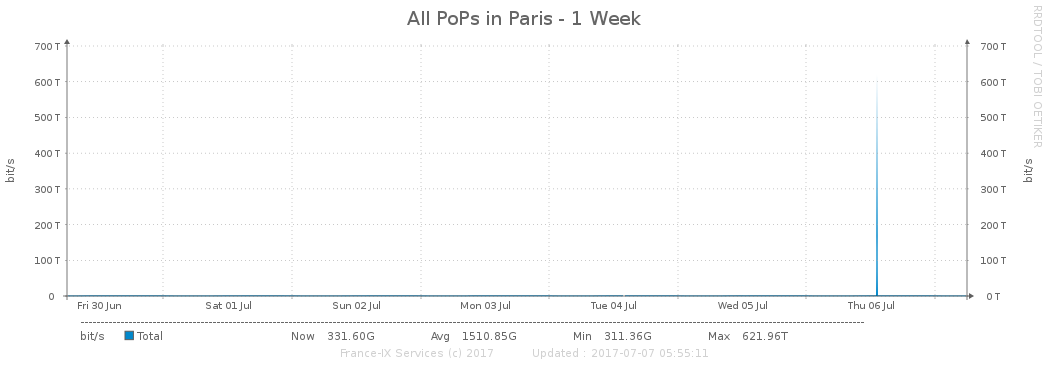 All PoPs in Paris - 1 Week
RRDTOOL / TOBI OETIKER
bit/s
700 T 700 T
600 T 600 T
500 T 500 T
400 T 400 T
300 T 300 T
200 T 200 T
100 T 100 T
0 0 T
bit/s
Fri 30 Jun Sat 01 Jul Sun 02 Jul Mon 03 Jul Tue 04 Jul Wed 05 Jul Thu 06 Jul
bit/s Total Now 331.60G Avg 1510.85G Min 311.36G Max 621.96T
France-IX Services (c) 2017 Updated : 2017-07-07 05:55:11